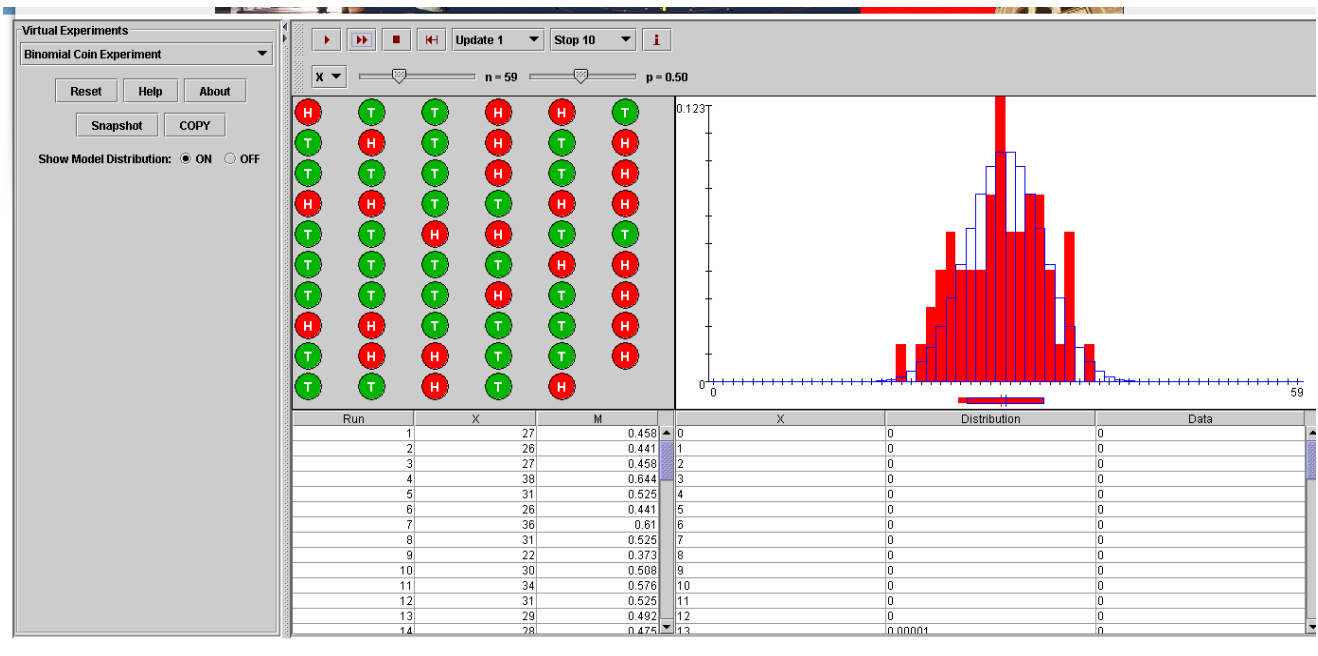 Virtual Experiments
Binomial Coin Experiment
Reset Help About
Snapshot COPY
Show Model Distribution: ON OFF
Update 1 Stop 10 i
X n = 59 p = 0.50
H T T H H T
T H T T T H
T T T H T H
H H T T H H
T T H H T T
T T T T H H
T T T H T H
H H T T T H
T H H T T H
T T H T H
0.123
0
0 59
Run X M
1 27 0.458
2 26 0.441
3 27 0.458
4 38 0.644
5 31 0.525
6 26 0.441
7 36 0.61
8 31 0.525
9 22 0.373
10 30 0.508
11 34 0.576
12 31 0.525
13 29 0.492
14 28 0.475
X Distribution Data
0 0 0
1 0 0
2 0 0
3 0 0
4 0 0
5 0 0
6 0 0
7 0 0
8 0 0
9 0 0
10 0 0
11 0 0
12 0 0
13 0.00001 0